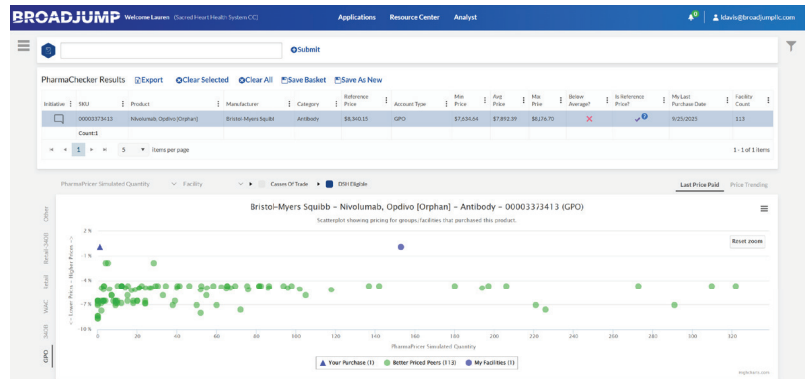 BROADJUMP Welcome Lauren (Sacred Heart Health System CC) Applications Resource Center Analyst kdavis@broadjumpllc.com
Submit
PharmaChecker Results Export Clear Selected Clear All Save Basket Save As New
Initiative SKU Product Manufacturer Category Reference Price Account Type Min Price Avg Price Max Price Below Average? Is Reference Price? My Last Purchase Date Facility Count
00003373413 Nivolumab, Opdivo [Orphan] Bristol-Myers Squibb Antibody $8,340.15 GPO $7,634.64 $7,892.39 $8,176.70 9/25/2025 113
Count:1
1 5 items per page 1 - 1 of 1 items
PharmaPricer Simulated Quantity Facility Classes Of Trade DSH Eligible Last Price Paid Price Trending
Bristol-Myers Squibb - Nivolumab, Opdivo [Orphan] - Antibody - 00003373413 (GPO)
Scatterplot showing pricing for groups/facilities that purchased this product.
Reset zoom
Other
Retail-340B
Retail
WAC
340B
GPO
<- Lower Prices - Higher Prices ->
2 %
-1 %
-4 %
-7 %
-10 %
0 20 40 60 80 100 120 140 160 180 200 220 240 260 280 300 320
PharmaPricer Simulated Quantity
Your Purchase (1) Better Priced Peers (113) My Facilities (1)